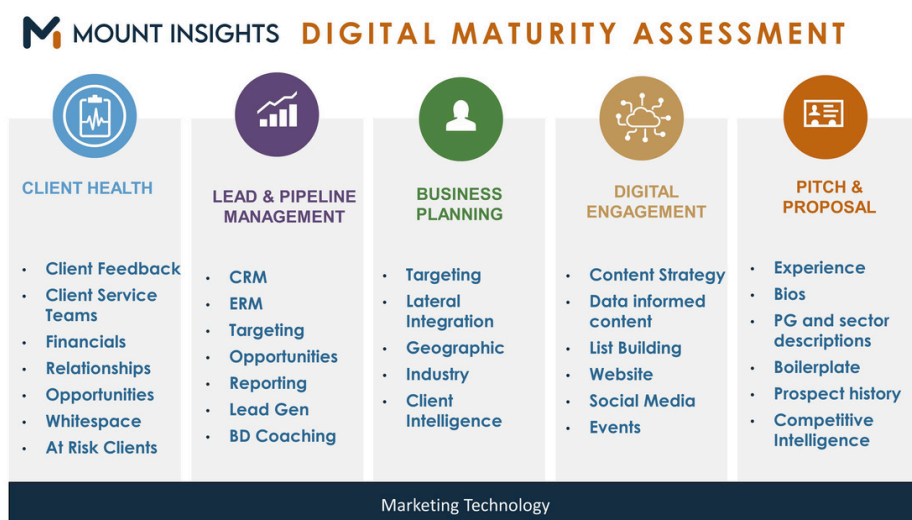 MOUNT INSIGHTS DIGITAL MATURITY ASSESSMENT
CLIENT HEALTH
• Client Feedback
• Client Service
Teams
• Financials
• Relationships
• Opportunities
• Whitespace
• At Risk Clients
LEAD & PIPELINE
MANAGEMENT
• CRM
• ERM
• Targeting
• Opportunities
• Reporting
• Lead Gen
• BD Coaching
BUSINESS
PLANNING
• Targeting
• Lateral
Integration
• Geographic
• Industry
• Client
Intelligence
DIGITAL
ENGAGEMENT
• Content Strategy
• Data informed
content
• List Building
• Website
• Social Media
• Events
PITCH &
PROPOSAL
• Experience
• Bios
• PG and sector
descriptions
• Boilerplate
• Prospect history
• Competitive
Intelligence
Marketing Technology